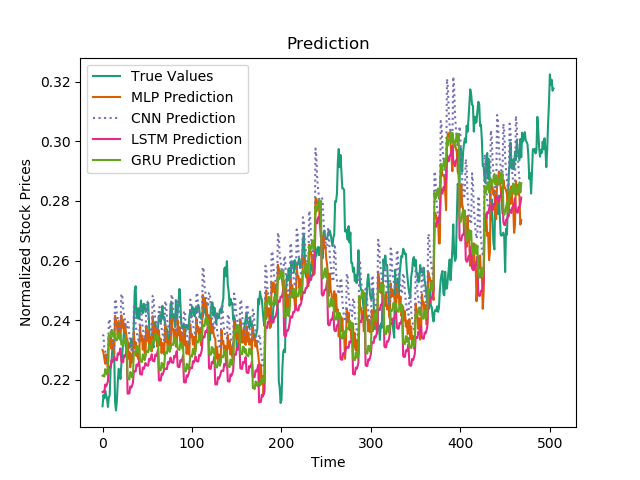 Prediction
True Values
MLP Prediction
CNN Prediction
LSTM Prediction
GRU Prediction
Normalized Stock Prices
0.32
0.30
0.28
0.26
0.24
0.22
0
100
200
300
400
500
Time